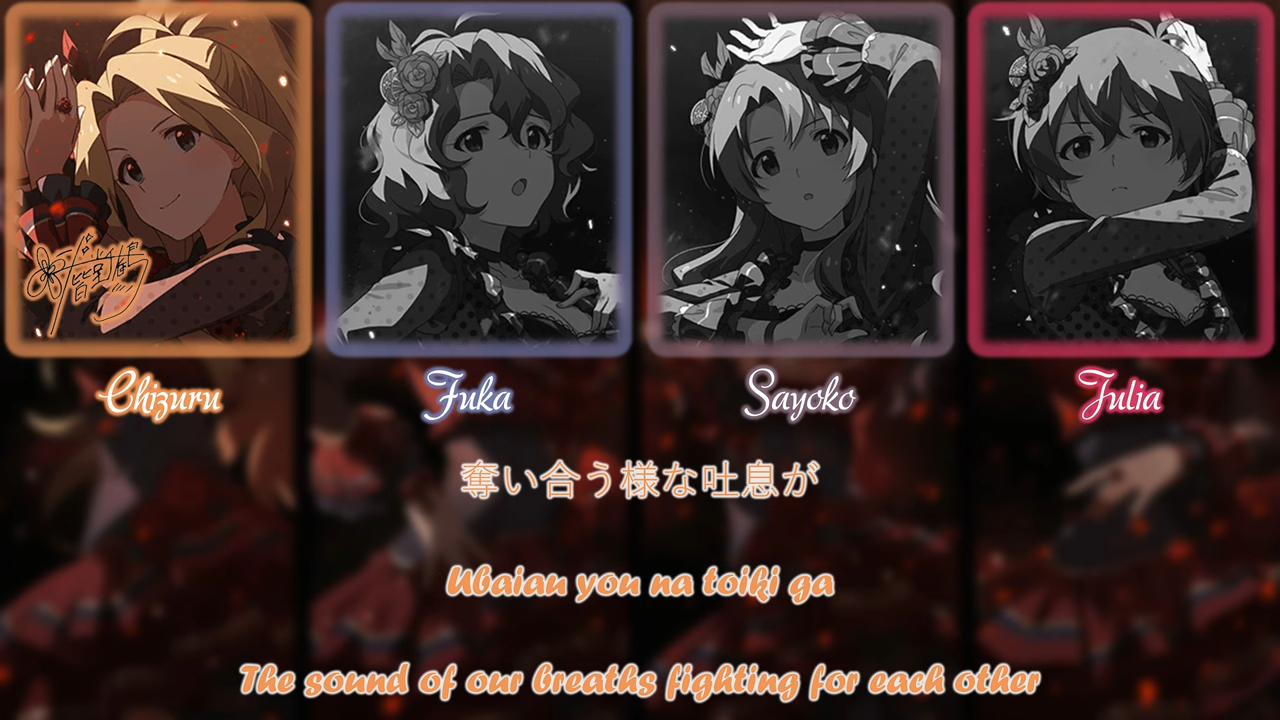 Chizuru
Fuka
Sayoko
Julia
奪い合う様な吐息が
Ubaiau you na toiki ga
The sound of our breaths fighting for each other